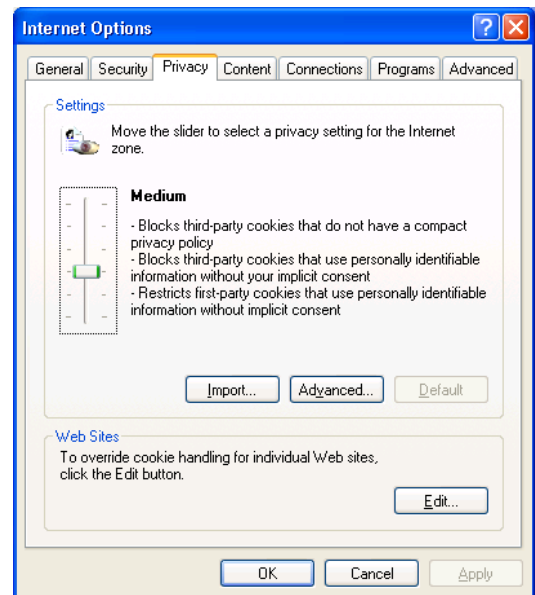 Internet Options
General Security Privacy Content Connections Programs Advanced
Settings
Move the slider to select a privacy setting for the Internet
zone.
Medium
- Blocks third-party cookies that do not have a compact
privacy policy
- Blocks third-party cookies that use personally identifiable
information without your implicit consent
- Restricts first-party cookies that use personally identifiable
information without implicit consent
Import... Advanced... Default
Web Sites
To override cookie handling for individual Web sites,
click the Edit button.
Edit...
OK Cancel Apply